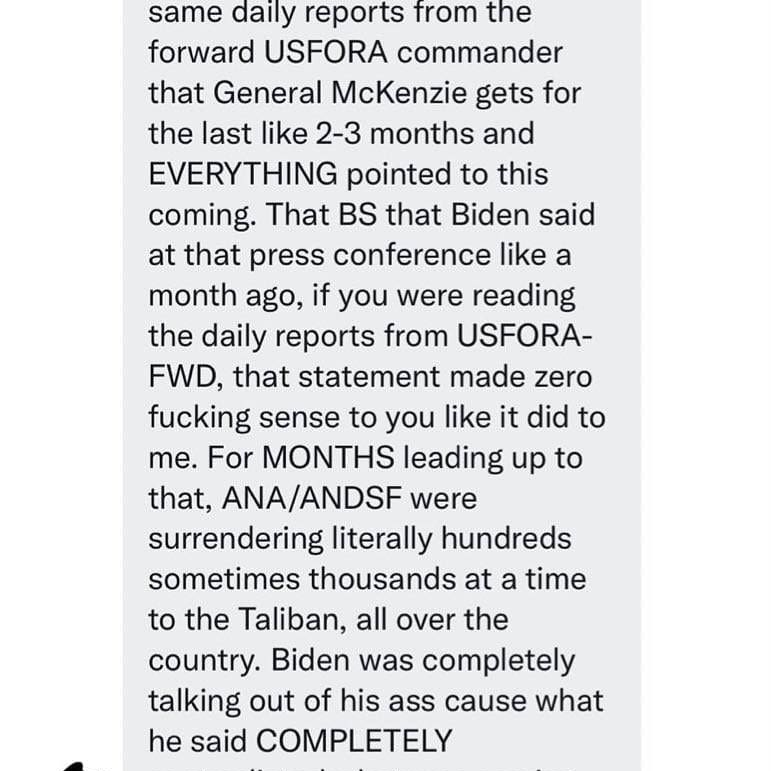 same daily reports from the
forward USFORA commander
that General McKenzie gets for
the last like 2-3 months and
EVERYTHING pointed to this
coming. That BS that Biden said
at that press conference like a
month ago, if you were reading
the daily reports from USFORA-
FWD, that statement made zero
fucking sense to you like it did to
me. For MONTHS leading up to
that, ANA/ANDSF were
surrendering literally hundreds
sometimes thousands at a time
to the Taliban, all over the
country. Biden was completely
talking out of his ass cause what
he said COMPLETELY